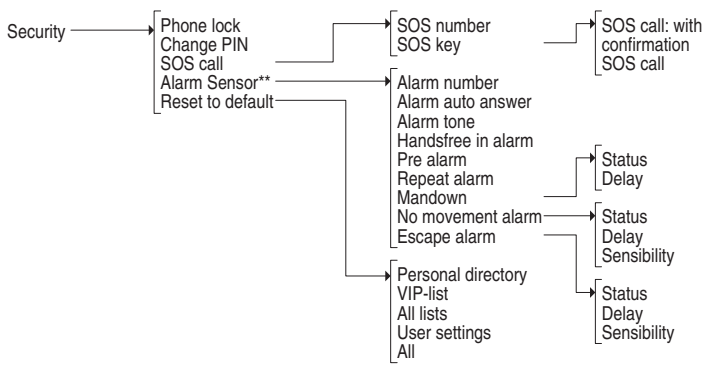 Security
Phone lock
Change PIN
SOS call
Alarm Sensor**
Reset to default
SOS number
SOS key
SOS call: with
confirmation
SOS call
Alarm number
Alarm auto answer
Alarm tone
Handsfree in alarm
Pre alarm
Repeat alarm
Mandown
No movement alarm
Escape alarm
Status
Delay
Status
Delay
Sensibility
Status
Delay
Sensibility
Personal directory
VIP-list
All lists
User settings
All